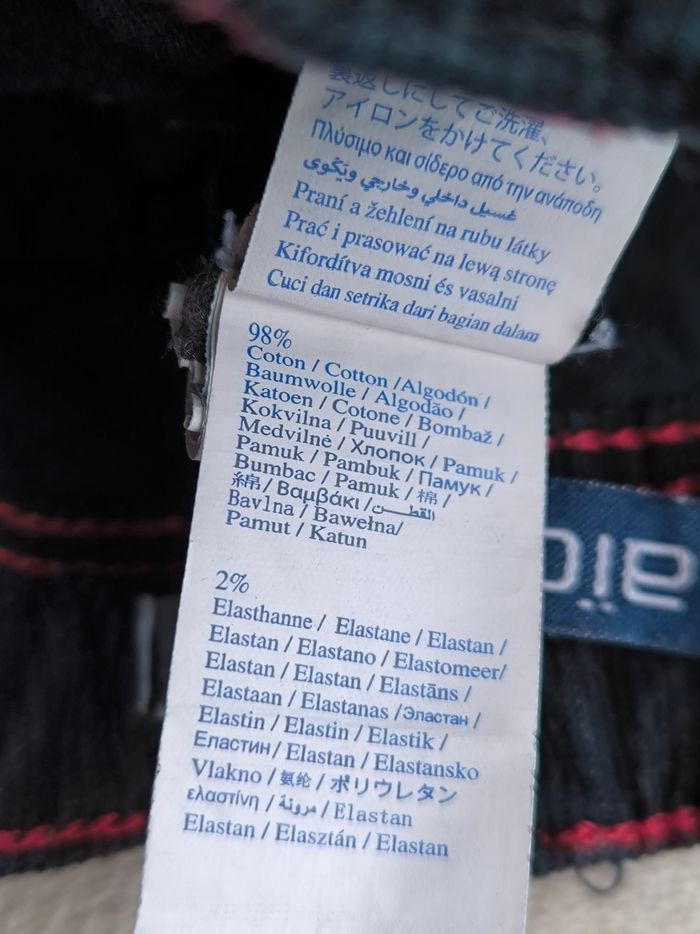 裏返しにしてご洗濯、
アイロンをかけてください。
Πλύσιμο και σίδερο από την ανάποδη
غسيل داخلي وخارجي ويكوى
Praní a žehlení na rubu látky
Prać i prasować na lewą stronę
Kifordítva mosni és vasalni
Cuci dan setrika dari bagian dalam
98%
Coton / Cotton /Algodón /
Baumwolle / Algodão /
Katoen / Cotone / Bombaž /
Kokvilna / Puuvill /
Medvilnė / Хлопок / Pamuk /
Pamuk / Pambuk / Памук /
Bumbac / Pamuk / 棉 /
綿 / Βαμβάκι / القطن
Bavlna / Bawełna/
Pamut / Katun
2%
Elasthanne / Elastane / Elastan /
Elastan / Elastano / Elastomeer/
Elastan / Elastan / Elastāns /
Elastaan / Elastanas /Эластан /
Elastin / Elastin / Elastik /
Еластин / Elastan / Elastansko
Vlakno / 氨纶 / ポリウレタン
ελαστίνη / مرونة / Elastan
Elastan / Elasztán / Elastan